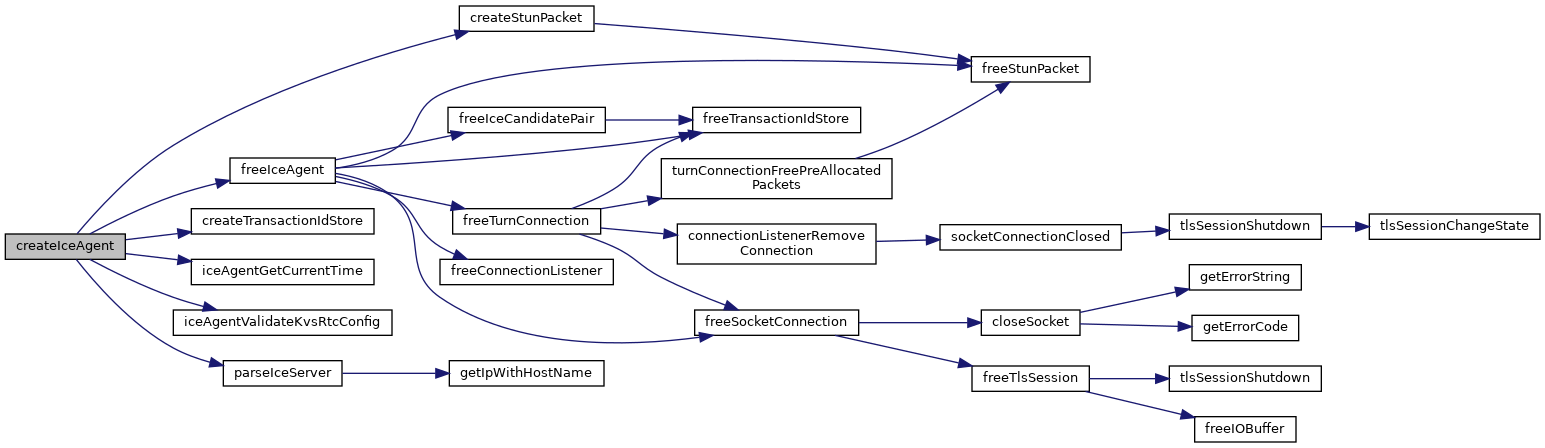 createIceAgent
createStunPacket
freeIceAgent
createTransactionIdStore
iceAgentGetCurrentTime
iceAgentValidateKvsRtcConfig
parseIceServer
freeIceCandidatePair
freeTurnConnection
freeConnectionListener
getIpWithHostName
freeTransactionIdStore
turnConnectionFreePreAllocated
Packets
connectionListenerRemove
Connection
freeSocketConnection
freeStunPacket
socketConnectionClosed
closeSocket
freeTlsSession
tlsSessionShutdown
getErrorString
getErrorCode
tlsSessionShutdown
freeIOBuffer
tlsSessionChangeState